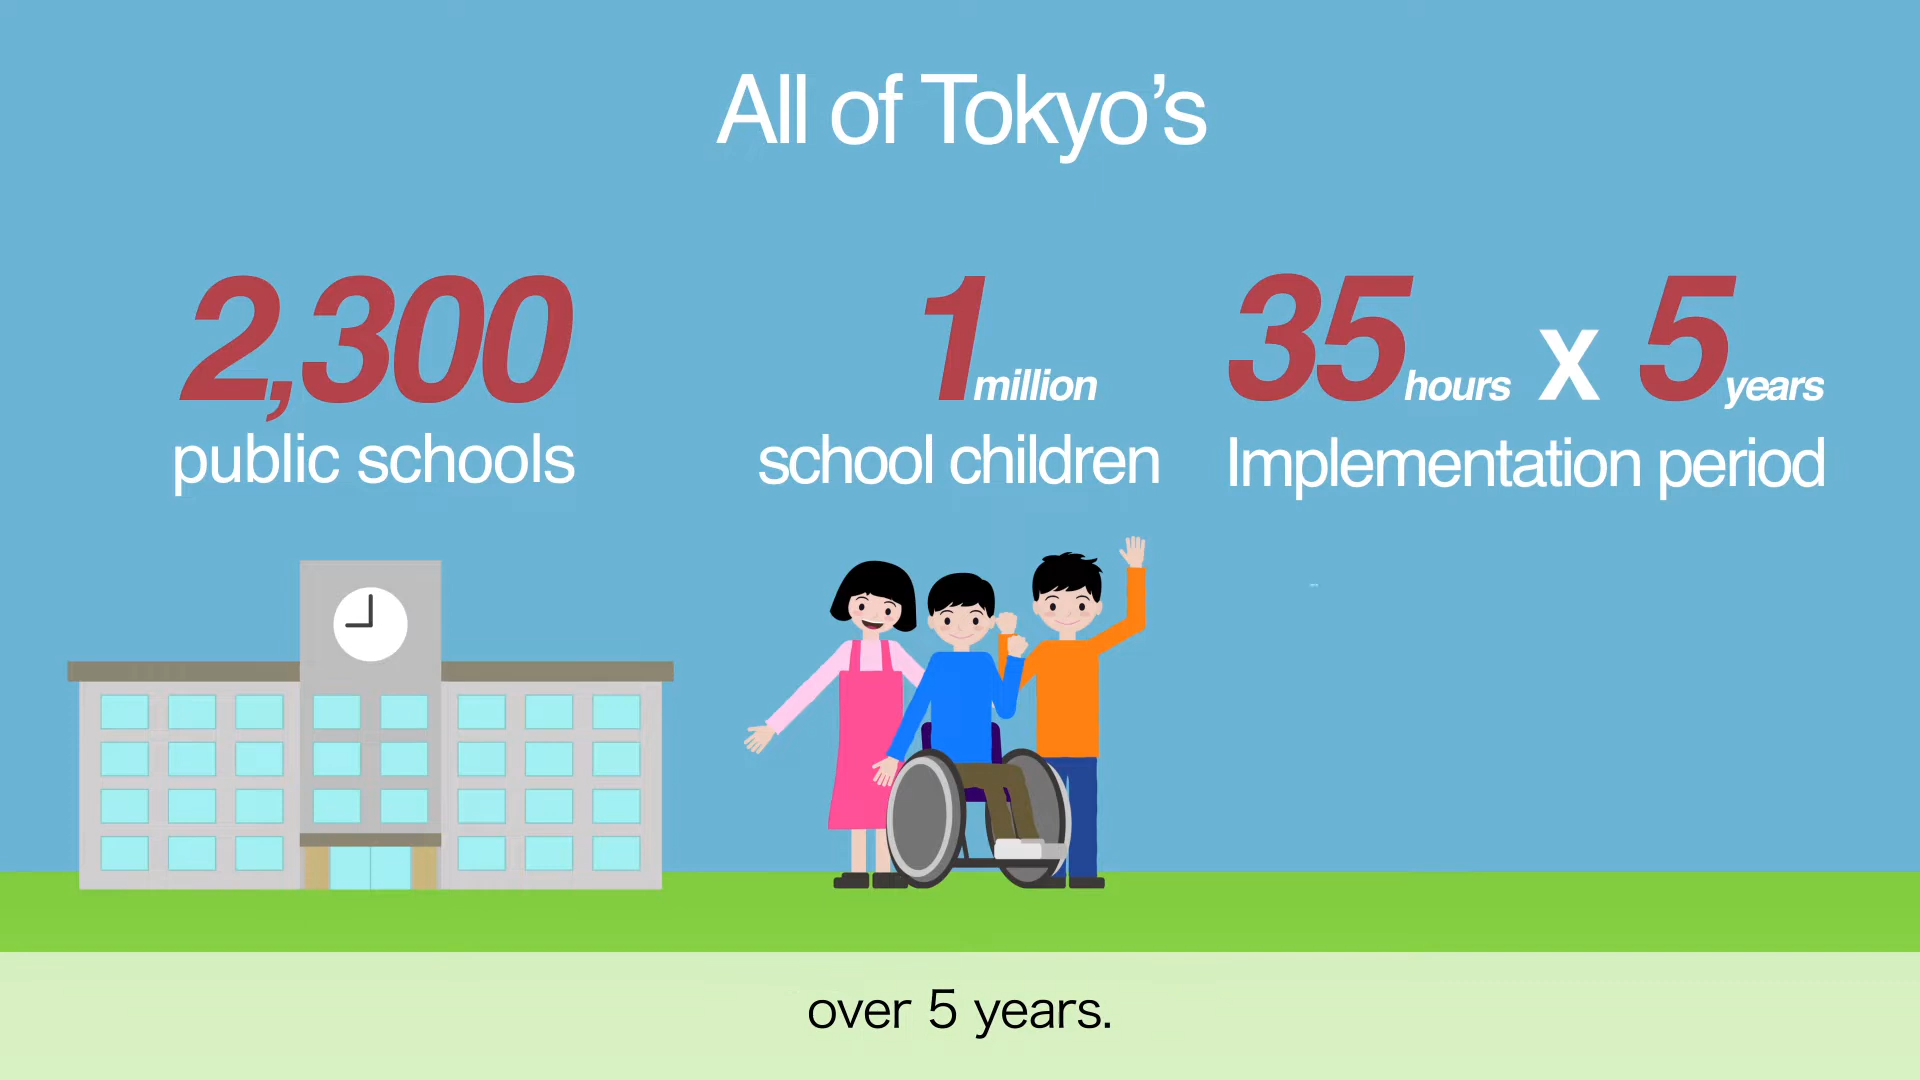 All of Tokyo’s
2,300
public schools
1 million
school children
35 hours x 5 years
Implementation period
over 5 years.